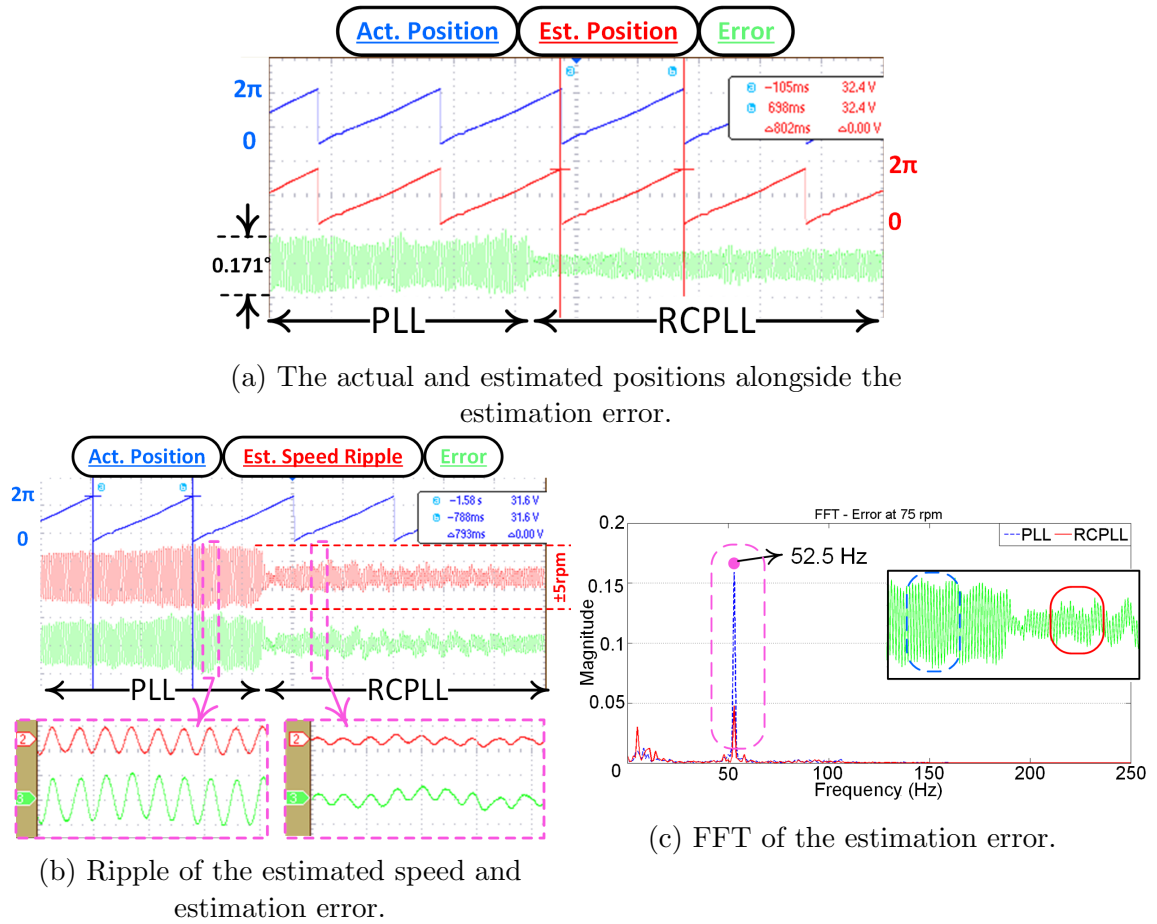 Act. Position Est. Position Error
2π
0
a b
a −105ms 32.4 V
b 698ms 32.4 V
△802ms △0.00 V
2π
0
0.171°
PLL RCPLL
(a) The actual and estimated positions alongside the
estimation error.
Act. Position Est. Speed Ripple Error
2π
0
a b
a −1.58 s 31.6 V
b −788ms 31.6 V
△793ms △0.00 V
±5rpm
PLL RCPLL
2
3
2
3
(b) Ripple of the estimated speed and
estimation error.
FFT - Error at 75 rpm
0.2
0.15
0.1
0.05
0 50 100 150 200 250
Magnitude
Frequency (Hz)
PLL RCPLL
52.5 Hz
(c) FFT of the estimation error.